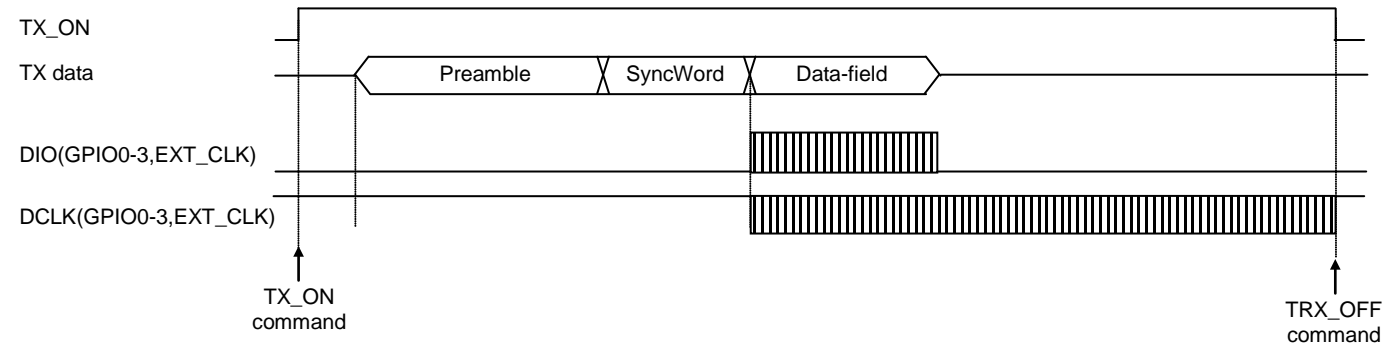 TX_ON
TX data
Preamble
SyncWord
Data-field
DIO(GPIO0-3,EXT_CLK)
DCLK(GPIO0-3,EXT_CLK)
TX_ON
command
TRX_OFF
command